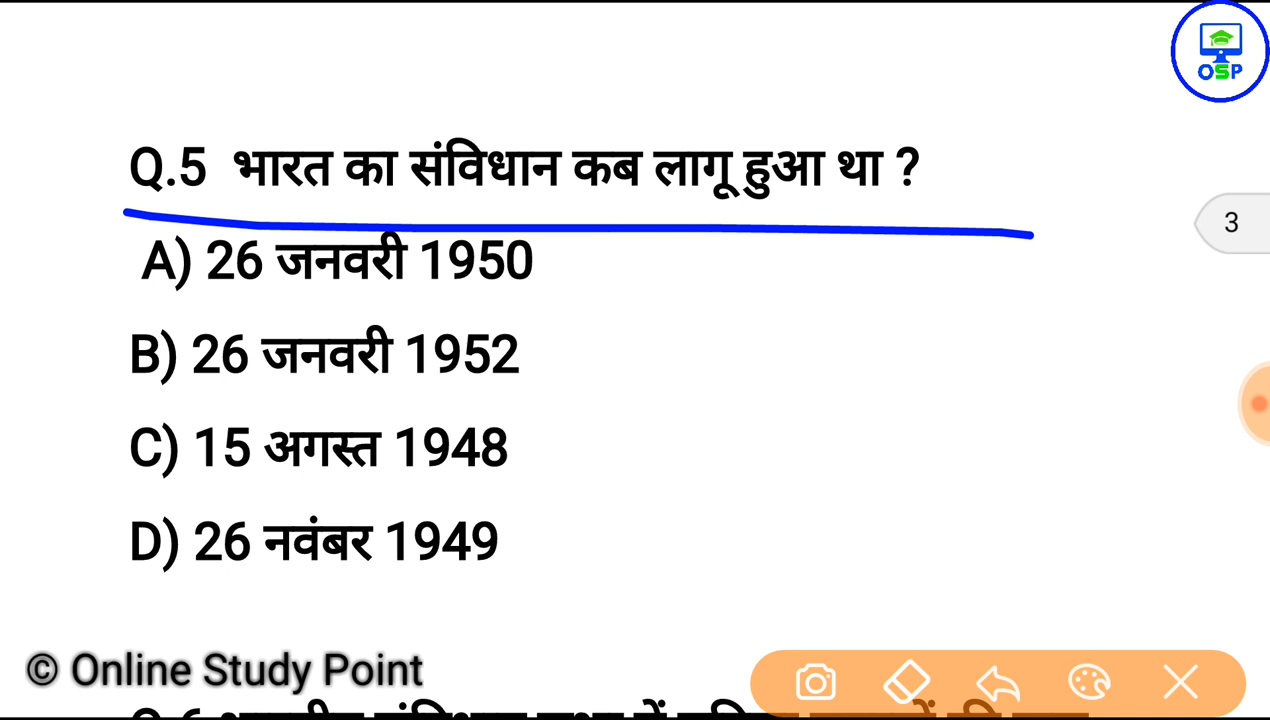 OSP
Q.5 भारत का संविधान कब लागू हुआ था ?
3
A) 26 जनवरी 1950
B) 26 जनवरी 1952
C) 15 अगस्त 1948
D) 26 नवंबर 1949
© Online Study Point